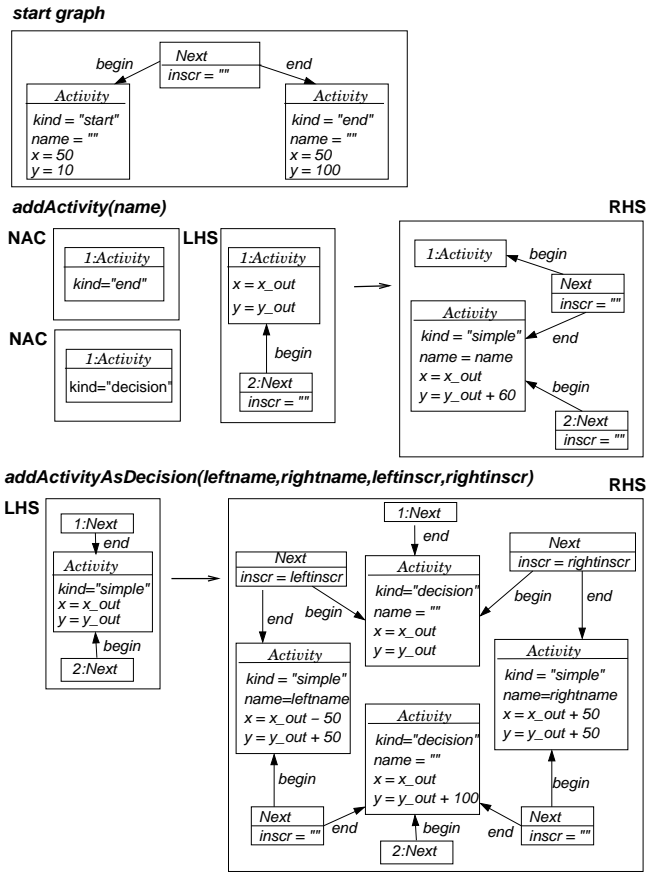 start graph
Next
inscr = ""
begin
end
Activity
kind = "start"
name = ""
x = 50
y = 10
Activity
kind = "end"
name = ""
x = 50
y = 100
addActivity(name)
RHS
NAC
1:Activity
kind="end"
NAC
1:Activity
kind="decision"
LHS
1:Activity
x = x_out
y = y_out
begin
2:Next
inscr = ""
1:Activity
begin
Next
inscr = ""
end
Activity
kind = "simple"
name = name
x = x_out
y = y_out + 60
begin
2:Next
inscr = ""
addActivityAsDecision(leftname,rightname,leftinscr,rightinscr)
RHS
LHS
1:Next
end
Activity
kind="simple"
x = x_out
y = y_out
begin
2:Next
1:Next
end
Next
inscr = leftinscr
begin
end
Activity
kind="decision"
name = ""
x = x_out
y = y_out
Next
inscr = rightinscr
begin
end
Activity
kind = "simple"
name=leftname
x = x_out − 50
y = y_out + 50
Activity
kind="decision"
name = ""
x = x_out
y = y_out + 100
Activity
kind = "simple"
name=rightname
x = x_out + 50
y = y_out + 50
begin
Next
inscr = ""
end
begin
2:Next
end
begin
Next
inscr = ""